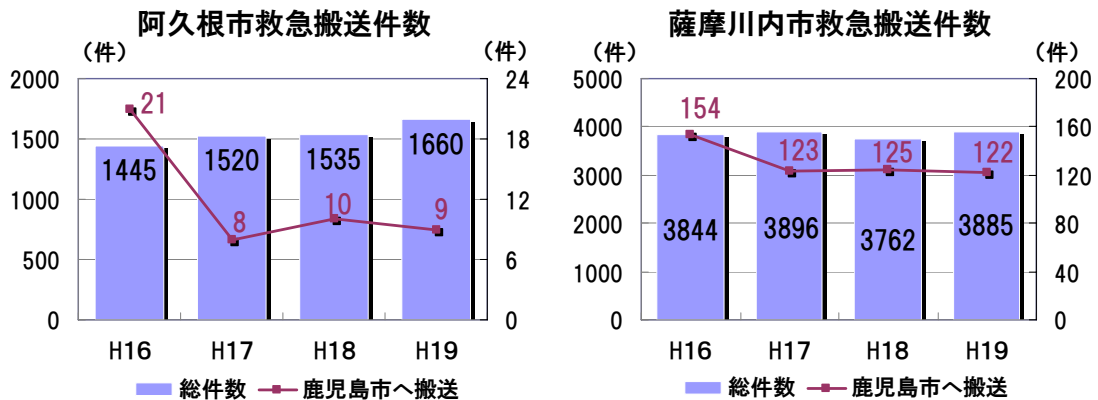 阿久根市救急搬送件数
(件)
(件)
2000
1500
1000
500
0
24
18
12
6
0
21
8
10
9
1445
1520
1535
1660
H16
H17
H18
H19
総件数
鹿児島市へ搬送
薩摩川内市救急搬送件数
(件)
(件)
5000
4000
3000
2000
1000
0
200
160
120
80
40
0
154
123
125
122
3844
3896
3762
3885
H16
H17
H18
H19
総件数
鹿児島市へ搬送